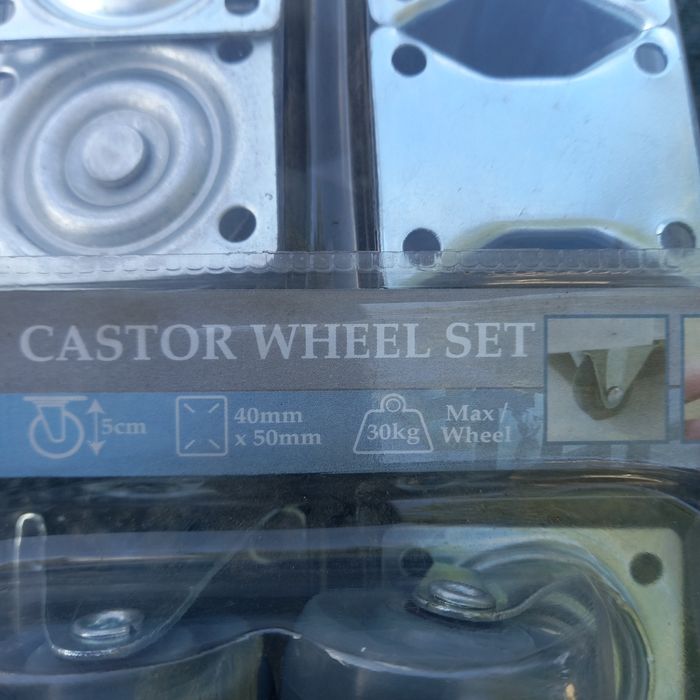 CASTOR WHEEL SET
5cm
40mm
x 50mm
30kg
Max/
Wheel